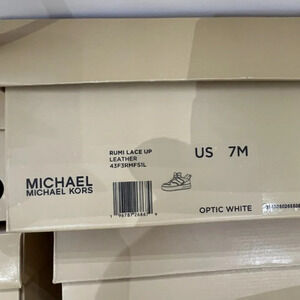 RUMI LACE UP
LEATHER
43F3RMFS1L
US 7M
MICHAEL
MICHAEL KORS
OPTIC WHITE